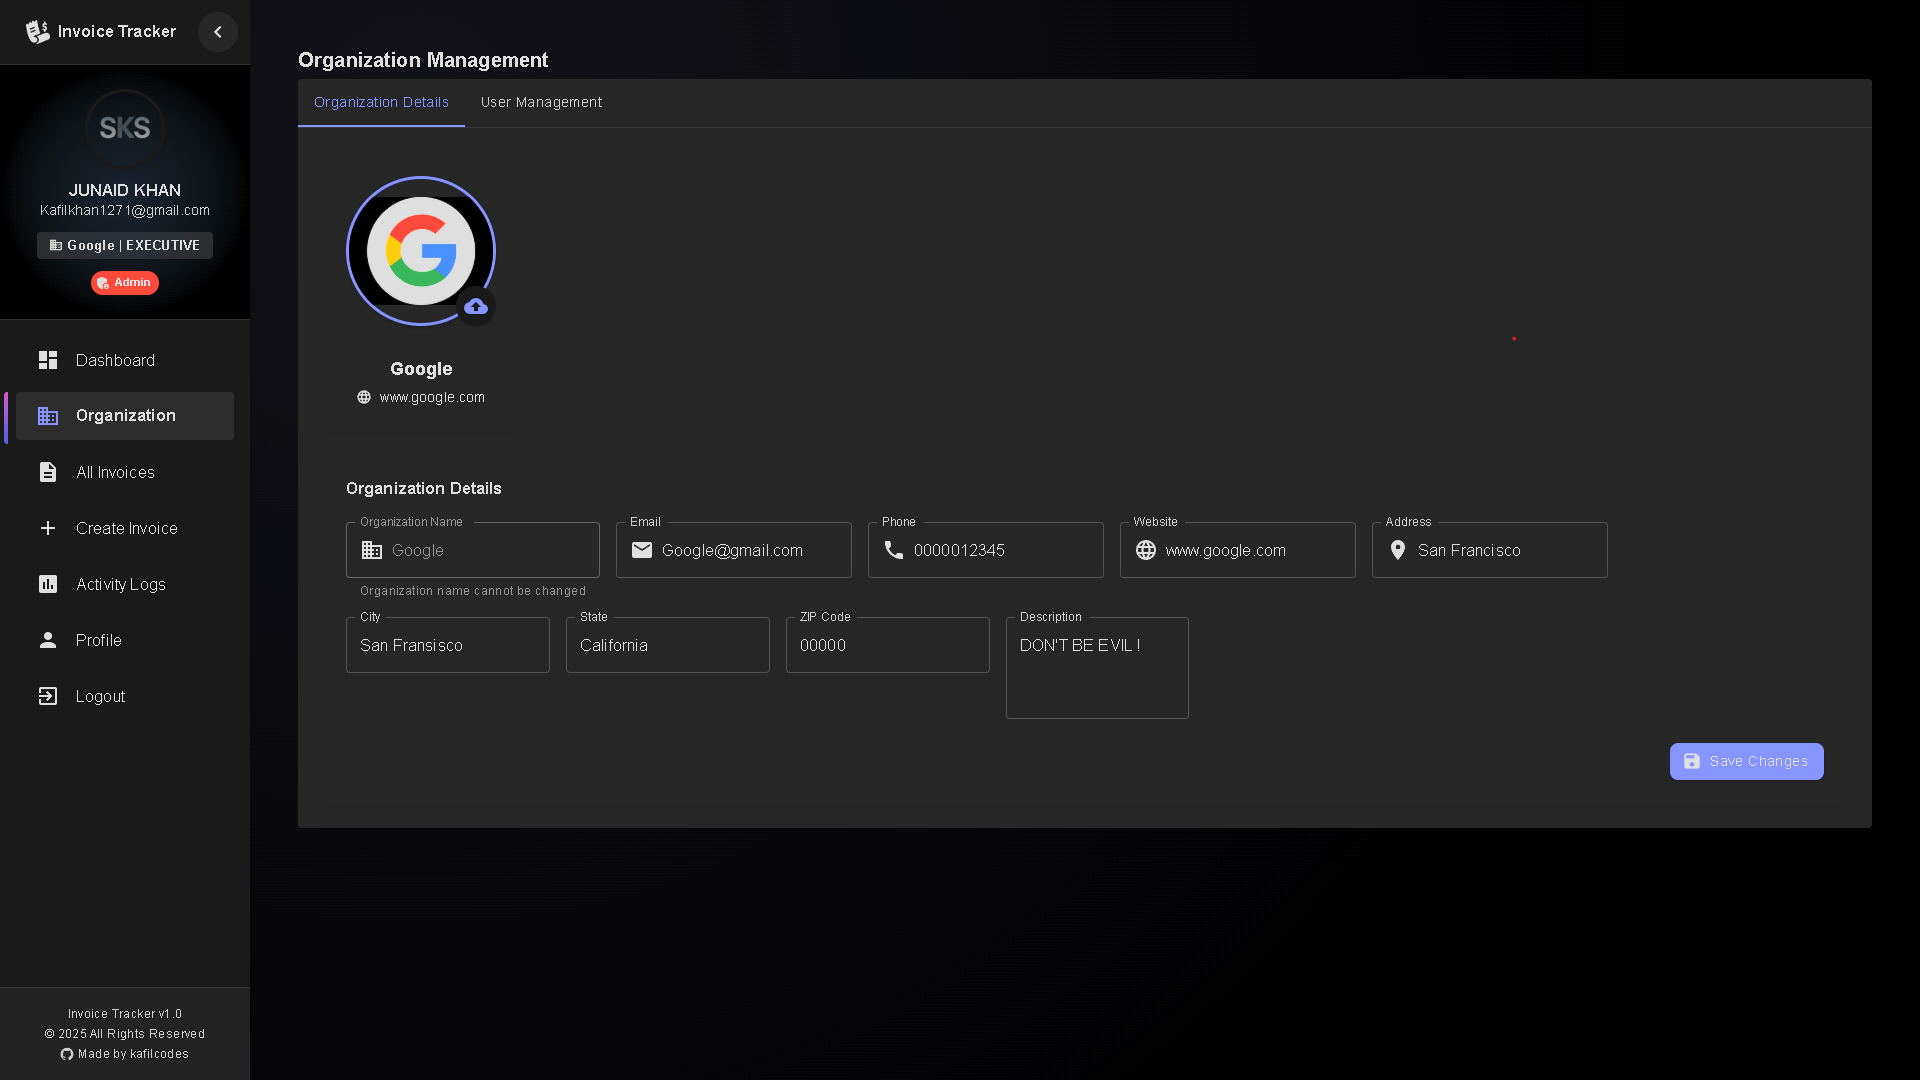 Invoice Tracker
SKS
JUNAID KHAN
Kafilkhan1271@gmail.com
Google | EXECUTIVE
Admin
Dashboard
Organization
All Invoices
Create Invoice
Activity Logs
Profile
Logout
Invoice Tracker v1.0
© 2025 All Rights Reserved
Made by kafilcodes
Organization Management
Organization Details
User Management
Google
www.google.com
Organization Details
Organization Name
Google
Organization name cannot be changed
Email
Google@gmail.com
Phone
0000012345
Website
www.google.com
Address
San Francisco
City
San Fransisco
State
California
ZIP Code
00000
Description
DON'T BE EVIL !
Save Changes